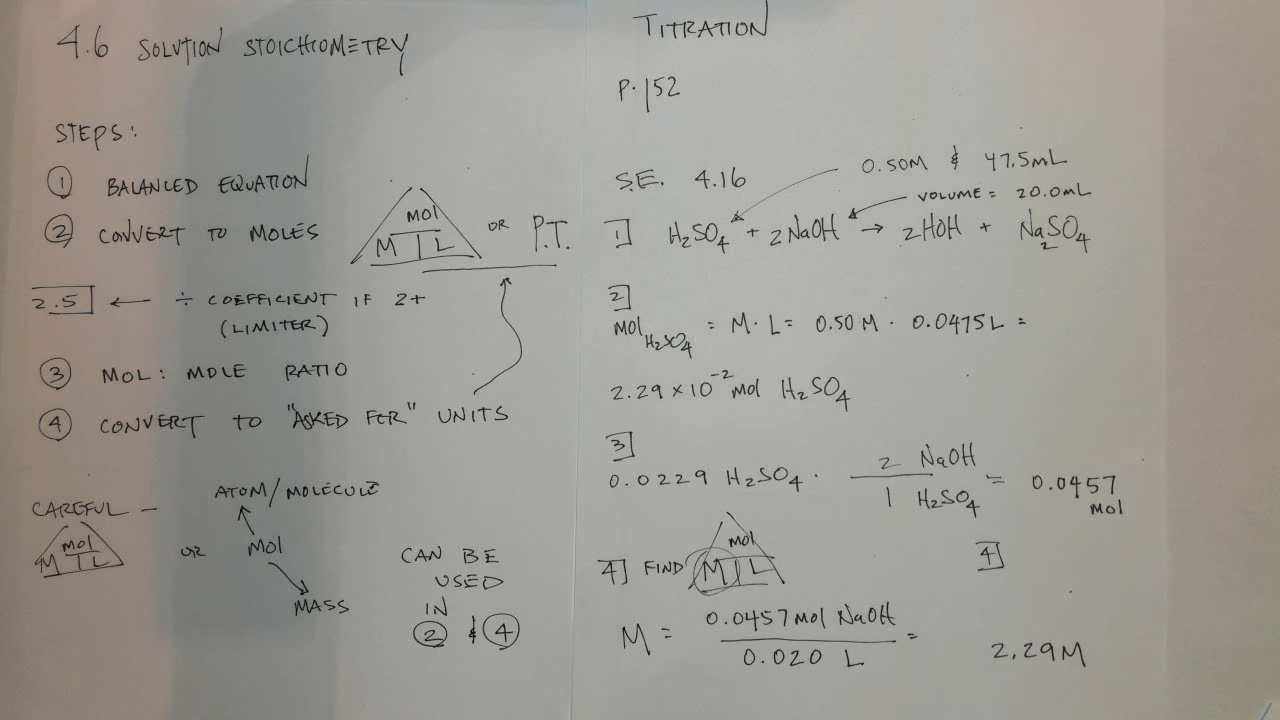 4.6 SOLUTION STOICHIOMETRY
STEPS:
① BALANCED EQUATION
② CONVERT TO MOLES
mol
M | L
OR P.T.
2.5 ← ÷ COEFFICIENT IF 2+
(LIMITER)
③ MOL: MOLE RATIO
④ CONVERT TO "ASKED FOR" UNITS
CAREFUL -
mol
M | L
OR
ATOM/MOLECULE
Mol
MASS
CAN BE
USED
IN
② & ④
TITRATION
P. 152
S.E. 4.16
0.50M & 47.5mL
VOLUME = 20.0mL
1 H₂SO₄ + 2NaOH → 2HOH + Na₂SO₄
2
mol H₂SO₄ = M · L = 0.50 M · 0.0475 L =
2.29 × 10⁻² mol H₂SO₄
3
0.0229 H₂SO₄ · 2 NaOH / 1 H₂SO₄ = 0.0457 mol
4 FIND
mol
M | L
4
M = 0.0457 mol NaOH / 0.020 L = 2.29M